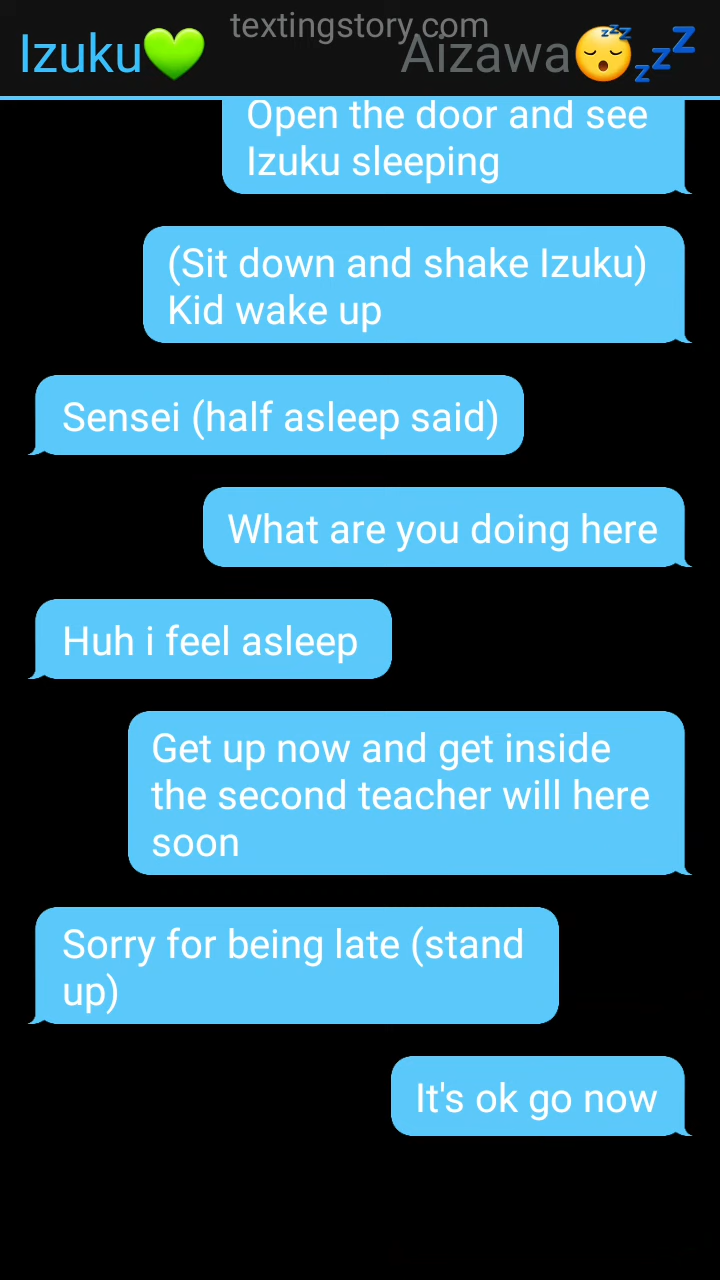 textingstory.com
Izuku💚 Aizawa😴💤
Open the door and see
Izuku sleeping
(Sit down and shake Izuku)
Kid wake up
Sensei (half asleep said)
What are you doing here
Huh i feel asleep
Get up now and get inside
the second teacher will here
soon
Sorry for being late (stand
up)
It's ok go now